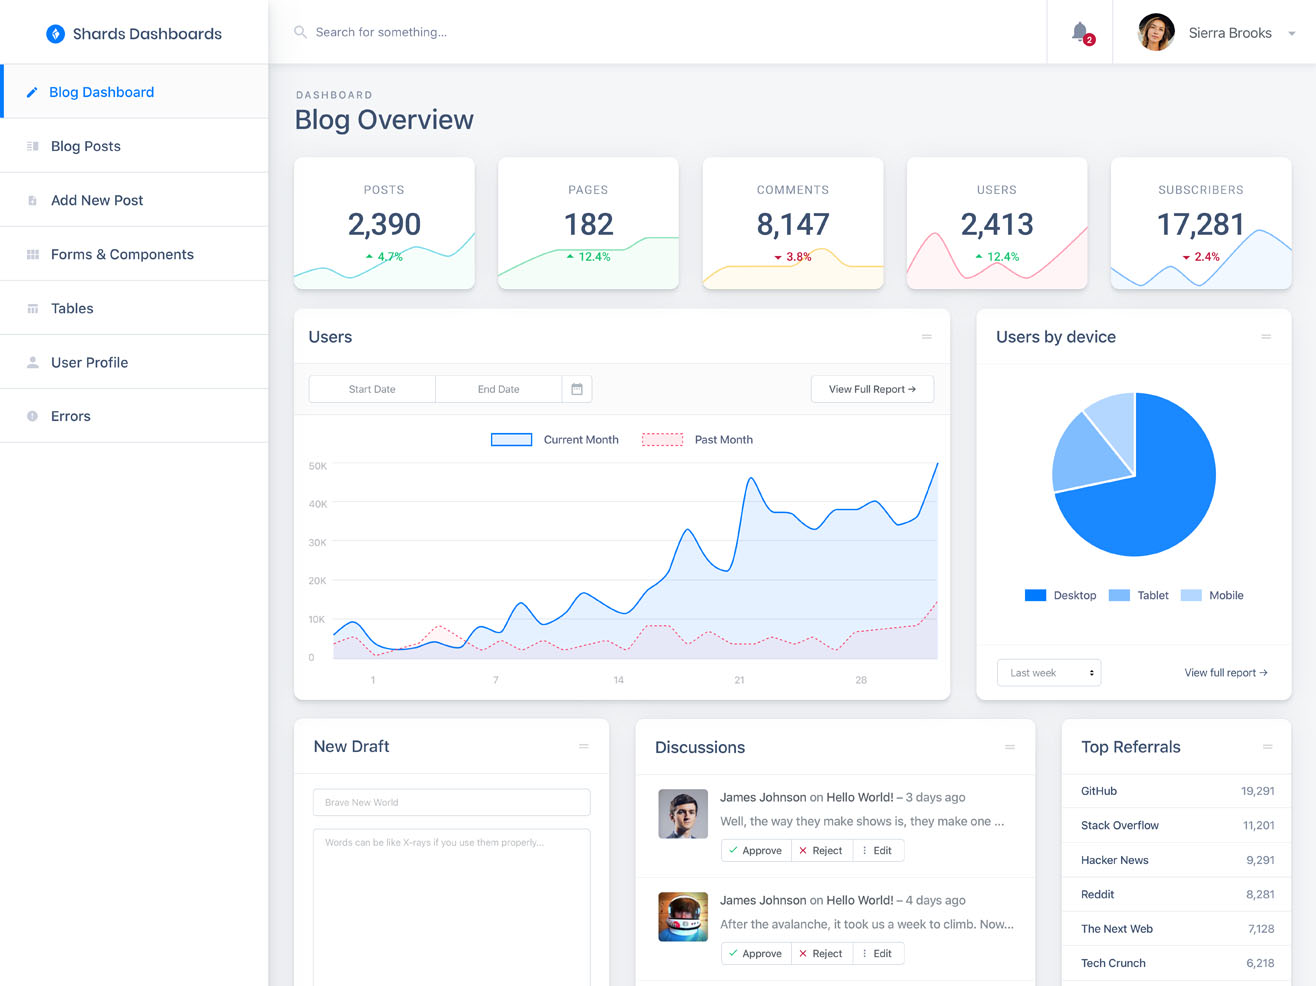 Shards Dashboards
Search for something...
2
Sierra Brooks
Blog Dashboard
Blog Posts
Add New Post
Forms & Components
Tables
User Profile
Errors
DASHBOARD
Blog Overview
POSTS
2,390
4.7%
PAGES
182
12.4%
COMMENTS
8,147
3.8%
USERS
2,413
12.4%
SUBSCRIBERS
17,281
2.4%
Users
Start Date
End Date
View Full Report →
Current Month
Past Month
50K
40K
30K
20K
10K
0
1 7 14 21 28
Users by device
Desktop Tablet Mobile
Last week
View full report →
New Draft
Brave New World
Words can be like X-rays if you use them properly...
Discussions
James Johnson on Hello World! – 3 days ago
Well, the way they make shows is, they make one ...
Approve Reject Edit
James Johnson on Hello World! – 4 days ago
After the avalanche, it took us a week to climb. Now...
Approve Reject Edit
Top Referrals
GitHub 19,291
Stack Overflow 11,201
Hacker News 9,291
Reddit 8,281
The Next Web 7,128
Tech Crunch 6,218